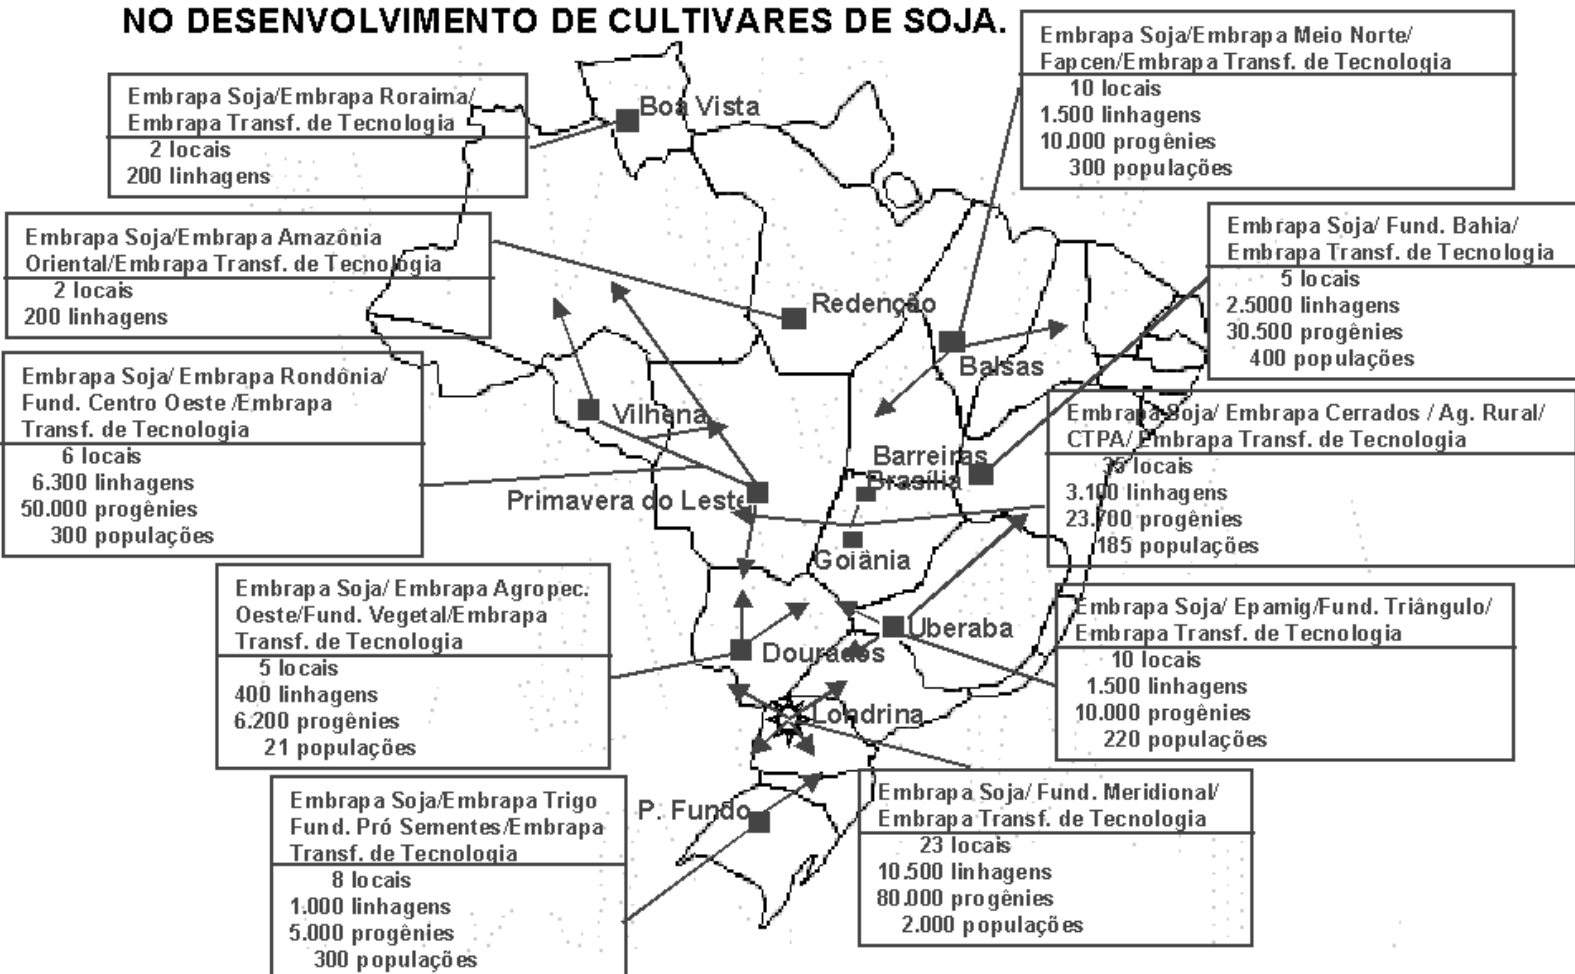 NO DESENVOLVIMENTO DE CULTIVARES DE SOJA.
Embrapa Soja/Embrapa Meio Norte/
Fapcen/Embrapa Transf. de Tecnologia
10 locais
1.500 linhagens
10.000 progênies
300 populações
Embrapa Soja/Embrapa Roraima/
Embrapa Transf. de Tecnologia
2 locais
200 linhagens
Boa Vista
Embrapa Soja/ Fund. Bahia/
Embrapa Transf. de Tecnologia
5 locais
2.5000 linhagens
30.500 progênies
400 populações
Embrapa Soja/Embrapa Amazônia
Oriental/Embrapa Transf. de Tecnologia
2 locais
200 linhagens
Redenção
Balsas
Embrapa Soja/ Embrapa Rondônia/
Fund. Centro Oeste /Embrapa
Transf. de Tecnologia
6 locais
6.300 linhagens
50.000 progênies
300 populações
Vilhena
Primavera do Leste
Barreiras
Brasília
Goiânia
Embrapa Soja/ Embrapa Cerrados / Ag. Rural/
CTPA/ Embrapa Transf. de Tecnologia
35 locais
3.100 linhagens
23.700 progênies
185 populações
Embrapa Soja/ Embrapa Agropec.
Oeste/Fund. Vegetal/Embrapa
Transf. de Tecnologia
5 locais
400 linhagens
6.200 progênies
21 populações
Dourados
Uberaba
Embrapa Soja/ Epamig/Fund. Triângulo/
Embrapa Transf. de Tecnologia
10 locais
1.500 linhagens
10.000 progênies
220 populações
Londrina
Embrapa Soja/Embrapa Trigo
Fund. Pró Sementes/Embrapa
Transf. de Tecnologia
8 locais
1.000 linhagens
5.000 progênies
300 populações
P. Fundo
Embrapa Soja/ Fund. Meridional/
Embrapa Transf. de Tecnologia
23 locais
10.500 linhagens
80.000 progênies
2.000 populações